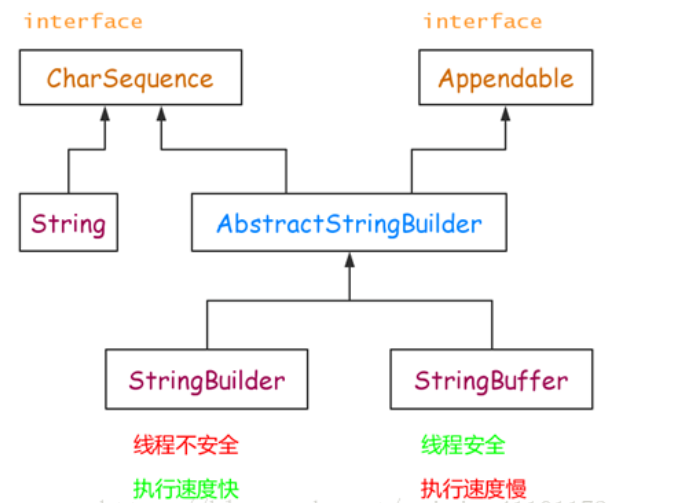 interface interface
CharSequence Appendable
String AbstractStringBuilder
StringBuilder StringBuffer
线程不安全 线程安全
执行速度快 执行速度慢